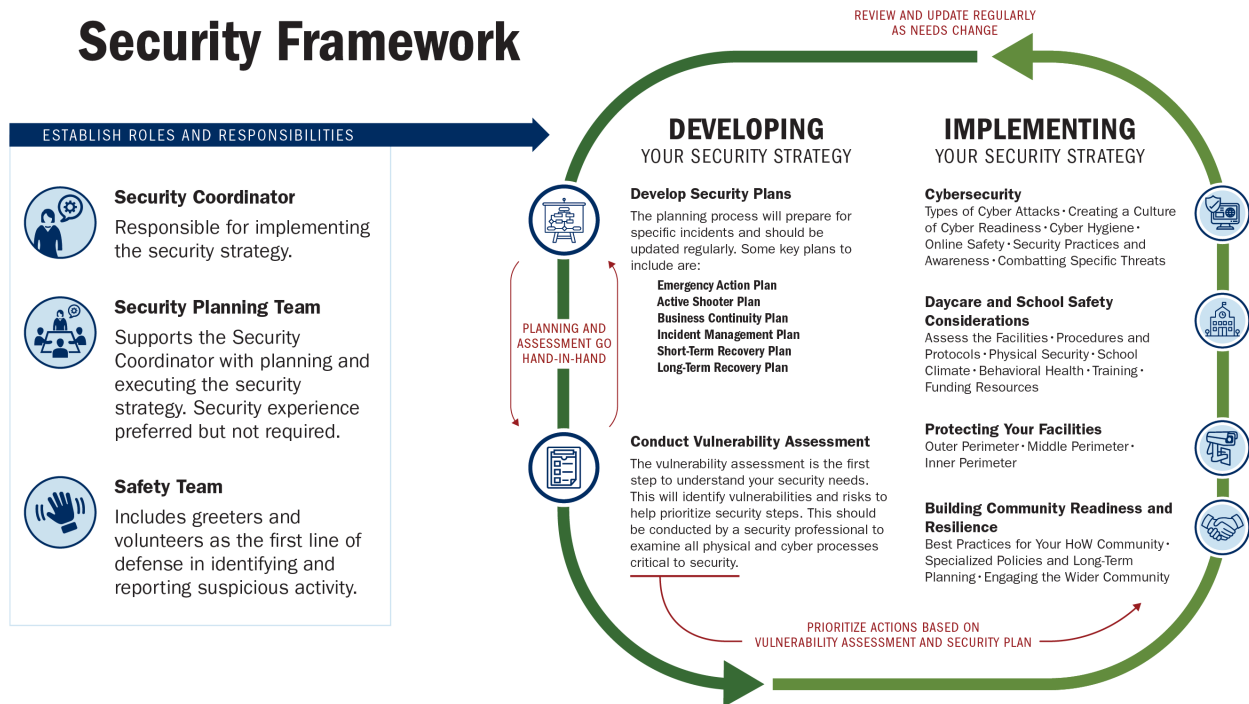 Security Framework
REVIEW AND UPDATE REGULARLY
AS NEEDS CHANGE
ESTABLISH ROLES AND RESPONSIBILITIES
Security Coordinator
Responsible for implementing
the security strategy.
Security Planning Team
Supports the Security
Coordinator with planning and
executing the security
strategy. Security experience
preferred but not required.
Safety Team
Includes greeters and
volunteers as the first line of
defense in identifying and
reporting suspicious activity.
DEVELOPING
YOUR SECURITY STRATEGY
Develop Security Plans
The planning process will prepare for
specific incidents and should be
updated regularly. Some key plans to
include are:
Emergency Action Plan
Active Shooter Plan
Business Continuity Plan
Incident Management Plan
Short-Term Recovery Plan
Long-Term Recovery Plan
PLANNING AND
ASSESSMENT GO
HAND-IN-HAND
Conduct Vulnerability Assessment
The vulnerability assessment is the first
step to understand your security needs.
This will identify vulnerabilities and risks to
help prioritize security steps. This should
be conducted by a security professional to
examine all physical and cyber processes
critical to security.
PRIORITIZE ACTIONS BASED ON
VULNERABILITY ASSESSMENT AND SECURITY PLAN
IMPLEMENTING
YOUR SECURITY STRATEGY
Cybersecurity
Types of Cyber Attacks • Creating a Culture
of Cyber Readiness • Cyber Hygiene •
Online Safety • Security Practices and
Awareness • Combatting Specific Threats
Daycare and School Safety
Considerations
Assess the Facilities • Procedures and
Protocols • Physical Security • School
Climate • Behavioral Health • Training •
Funding Resources
Protecting Your Facilities
Outer Perimeter • Middle Perimeter •
Inner Perimeter
Building Community Readiness and
Resilience
Best Practices for Your HoW Community •
Specialized Policies and Long-Term
Planning • Engaging the Wider Community